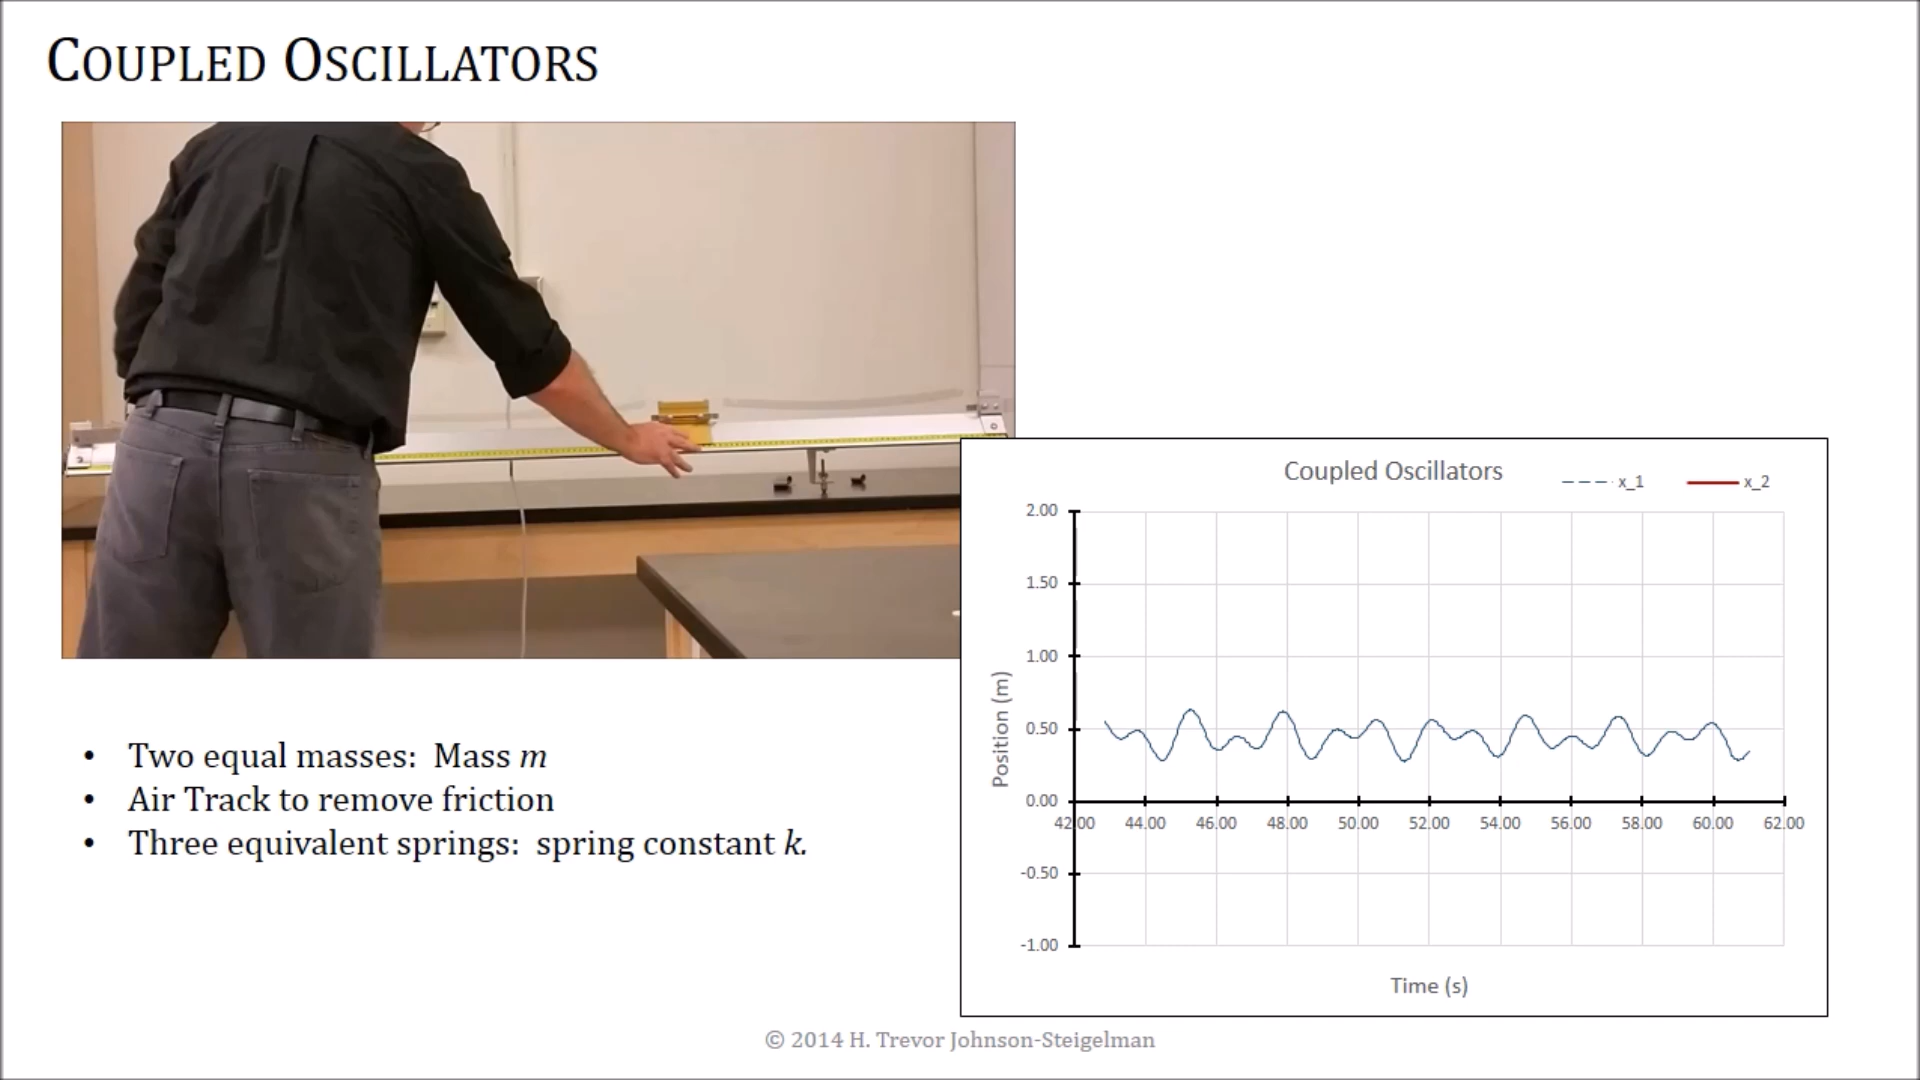 COUPLED OSCILLATORS
• Two equal masses: Mass m
• Air Track to remove friction
• Three equivalent springs: spring constant k.
Coupled Oscillators
x_1 x_2
2.00
1.50
1.00
0.50
0.00
-0.50
-1.00
Position (m)
42.00 44.00 46.00 48.00 50.00 52.00 54.00 56.00 58.00 60.00 62.00
Time (s)
© 2014 H. Trevor Johnson-Steigelman